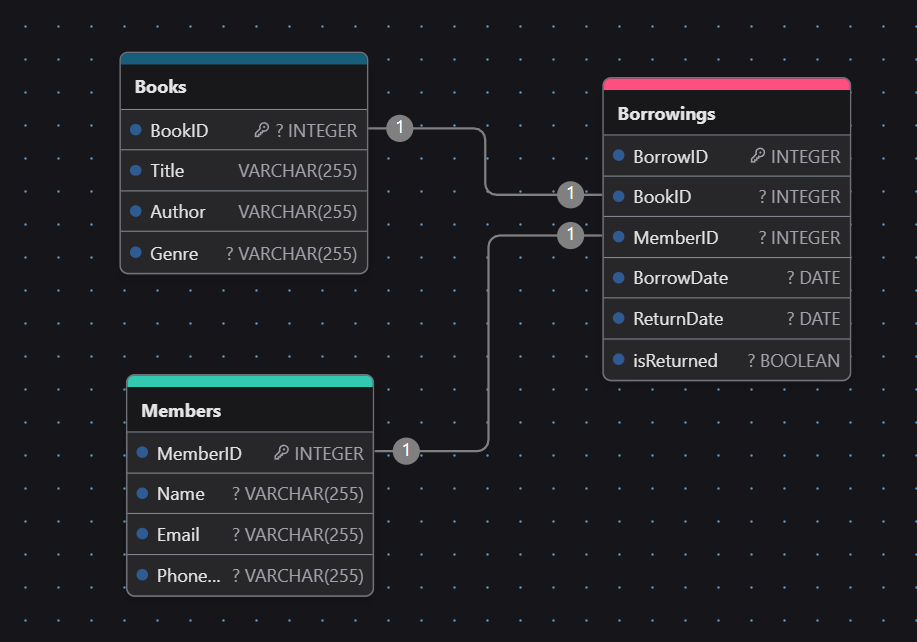 Books
BookID ? INTEGER
Title VARCHAR(255)
Author VARCHAR(255)
Genre ? VARCHAR(255)
1
1
1
1
Borrowings
BorrowID INTEGER
BookID ? INTEGER
MemberID ? INTEGER
BorrowDate ? DATE
ReturnDate ? DATE
isReturned ? BOOLEAN
Members
MemberID INTEGER
Name ? VARCHAR(255)
Email ? VARCHAR(255)
Phone... ? VARCHAR(255)